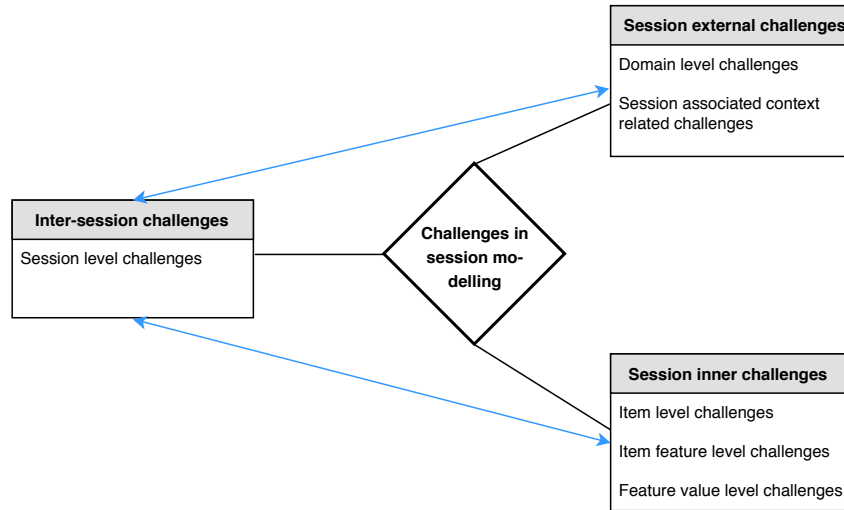 Session external challenges
Domain level challenges
Session associated context
related challenges
Inter-session challenges
Session level challenges
Challenges in
session mo-
delling
Session inner challenges
Item level challenges
Item feature level challenges
Feature value level challenges